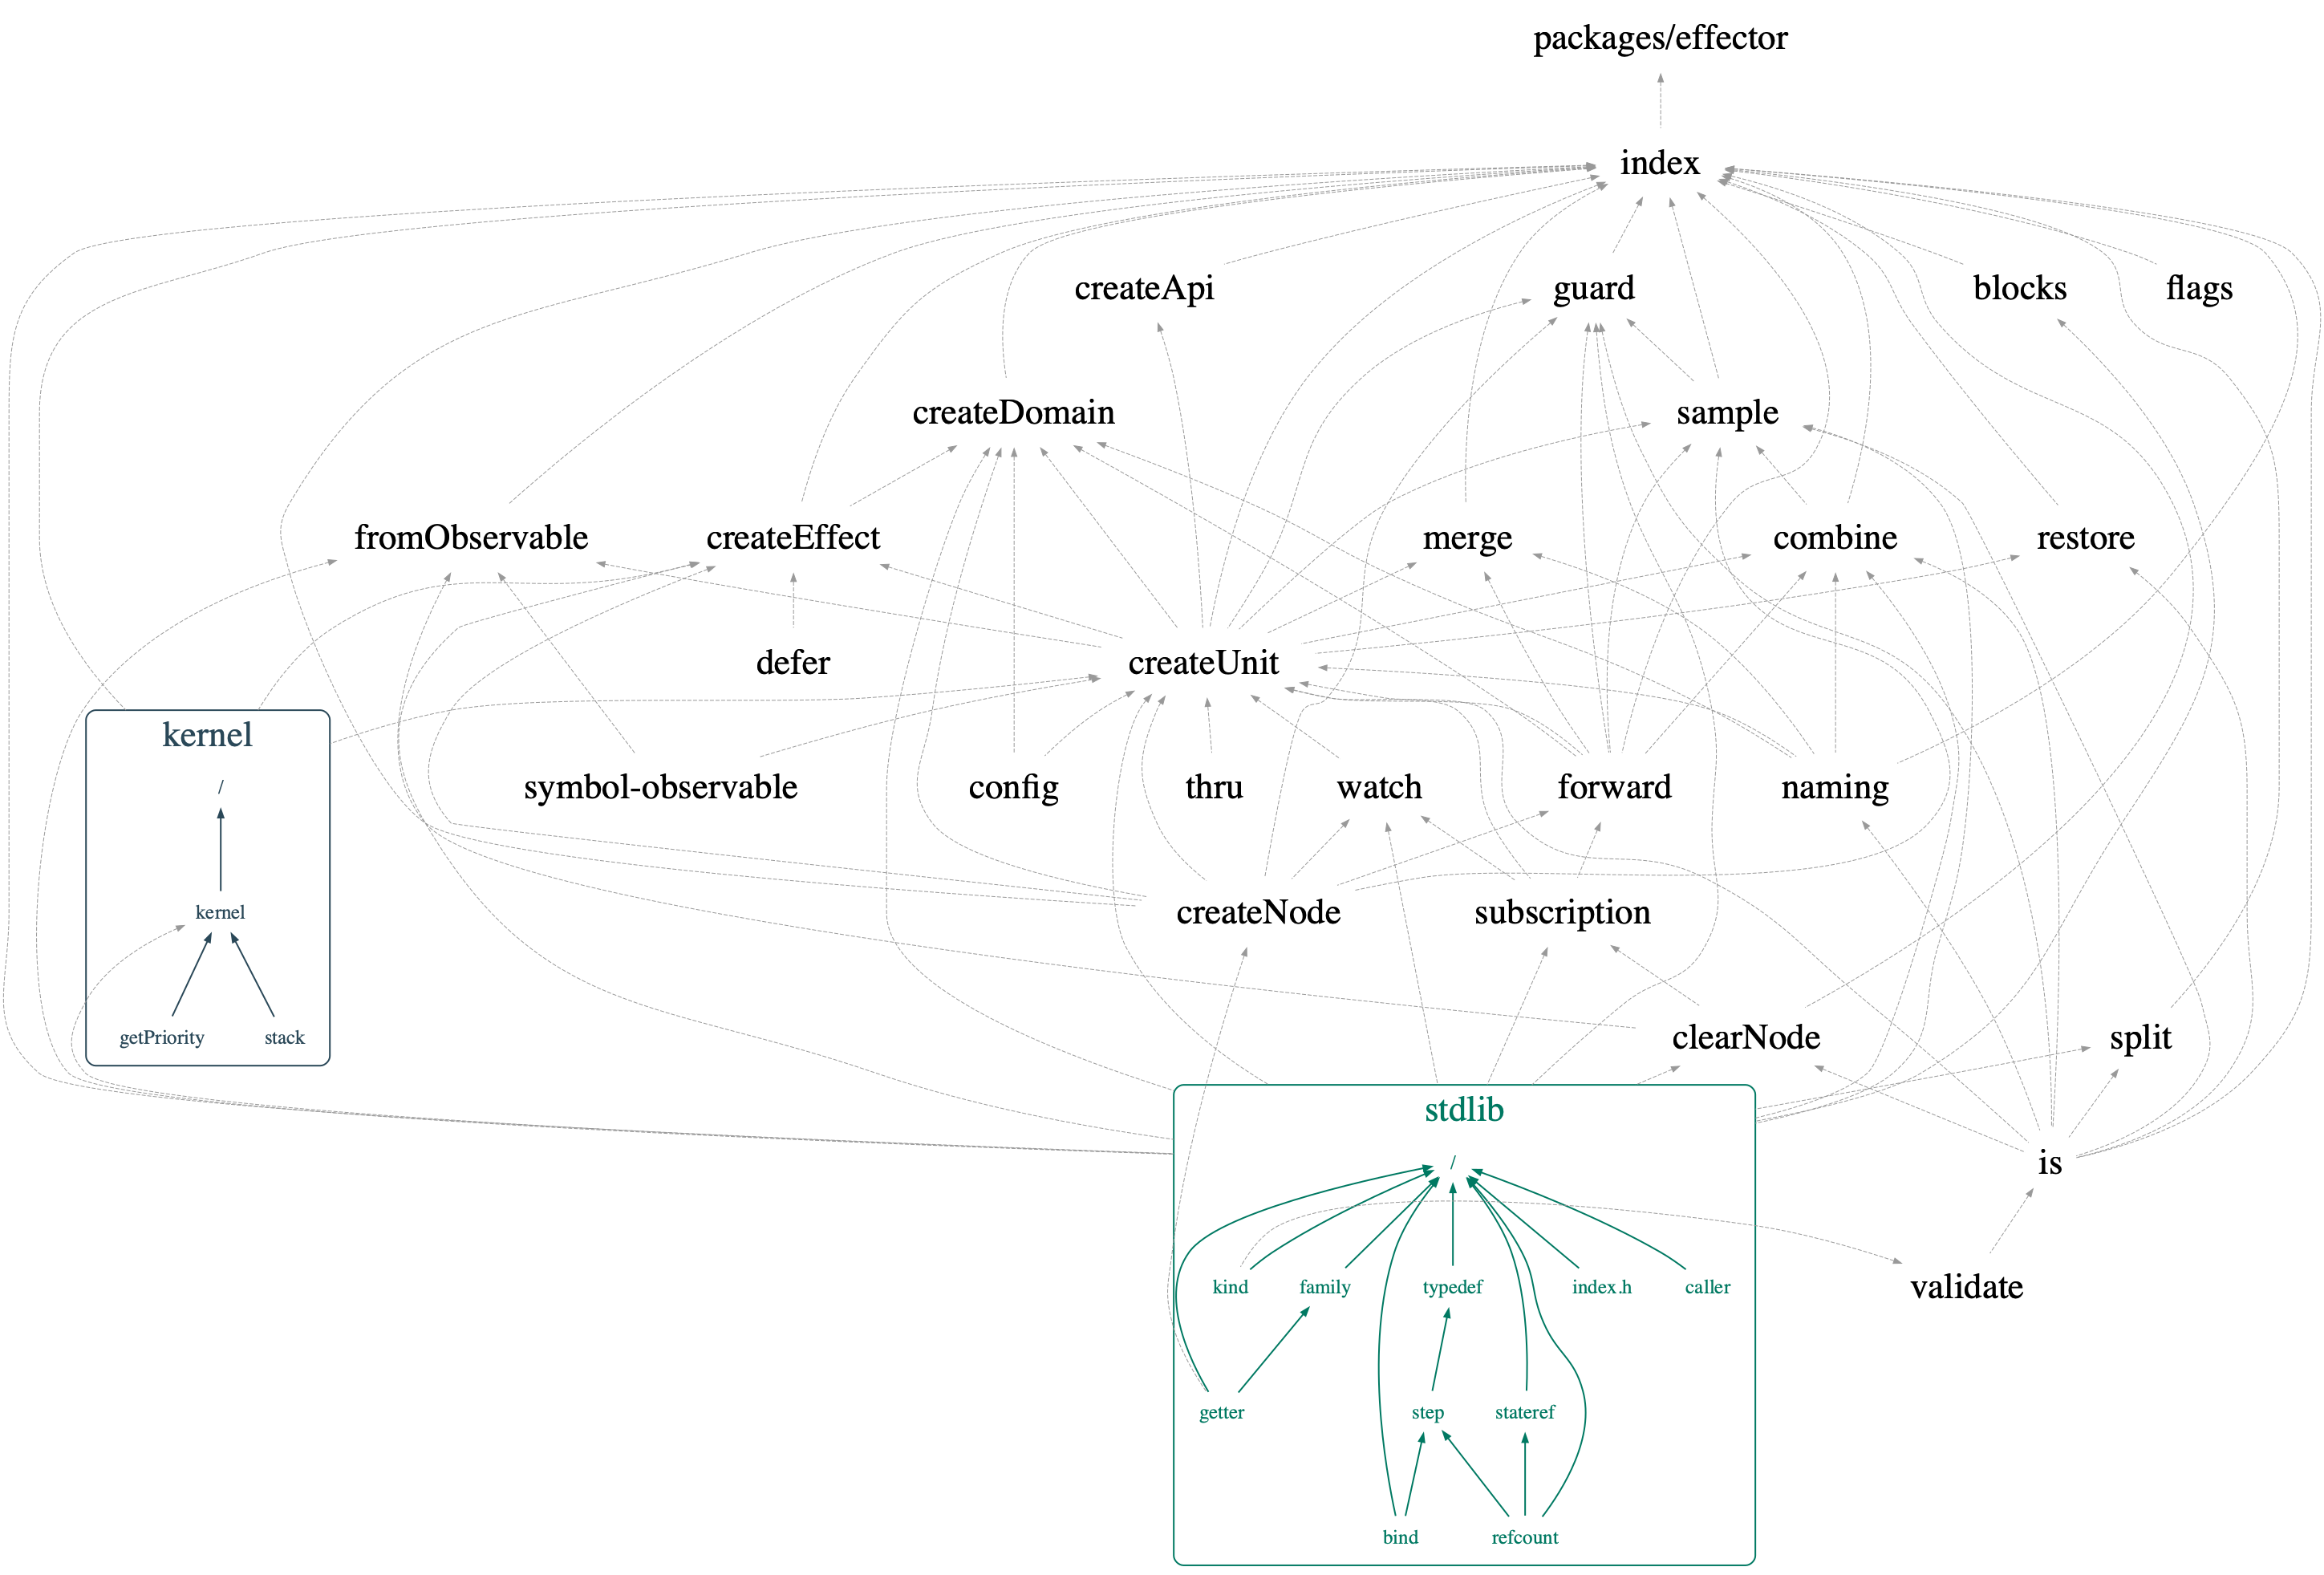 packages/effector
index
createApi
guard
blocks
flags
createDomain
sample
fromObservable
createEffect
merge
combine
restore
defer
createUnit
kernel
/
symbol-observable
config
thru
watch
forward
naming
kernel
createNode
subscription
getPriority
stack
clearNode
split
stdlib
/
is
kind
family
typedef
index.h
caller
validate
getter
step
stateref
bind
refcount